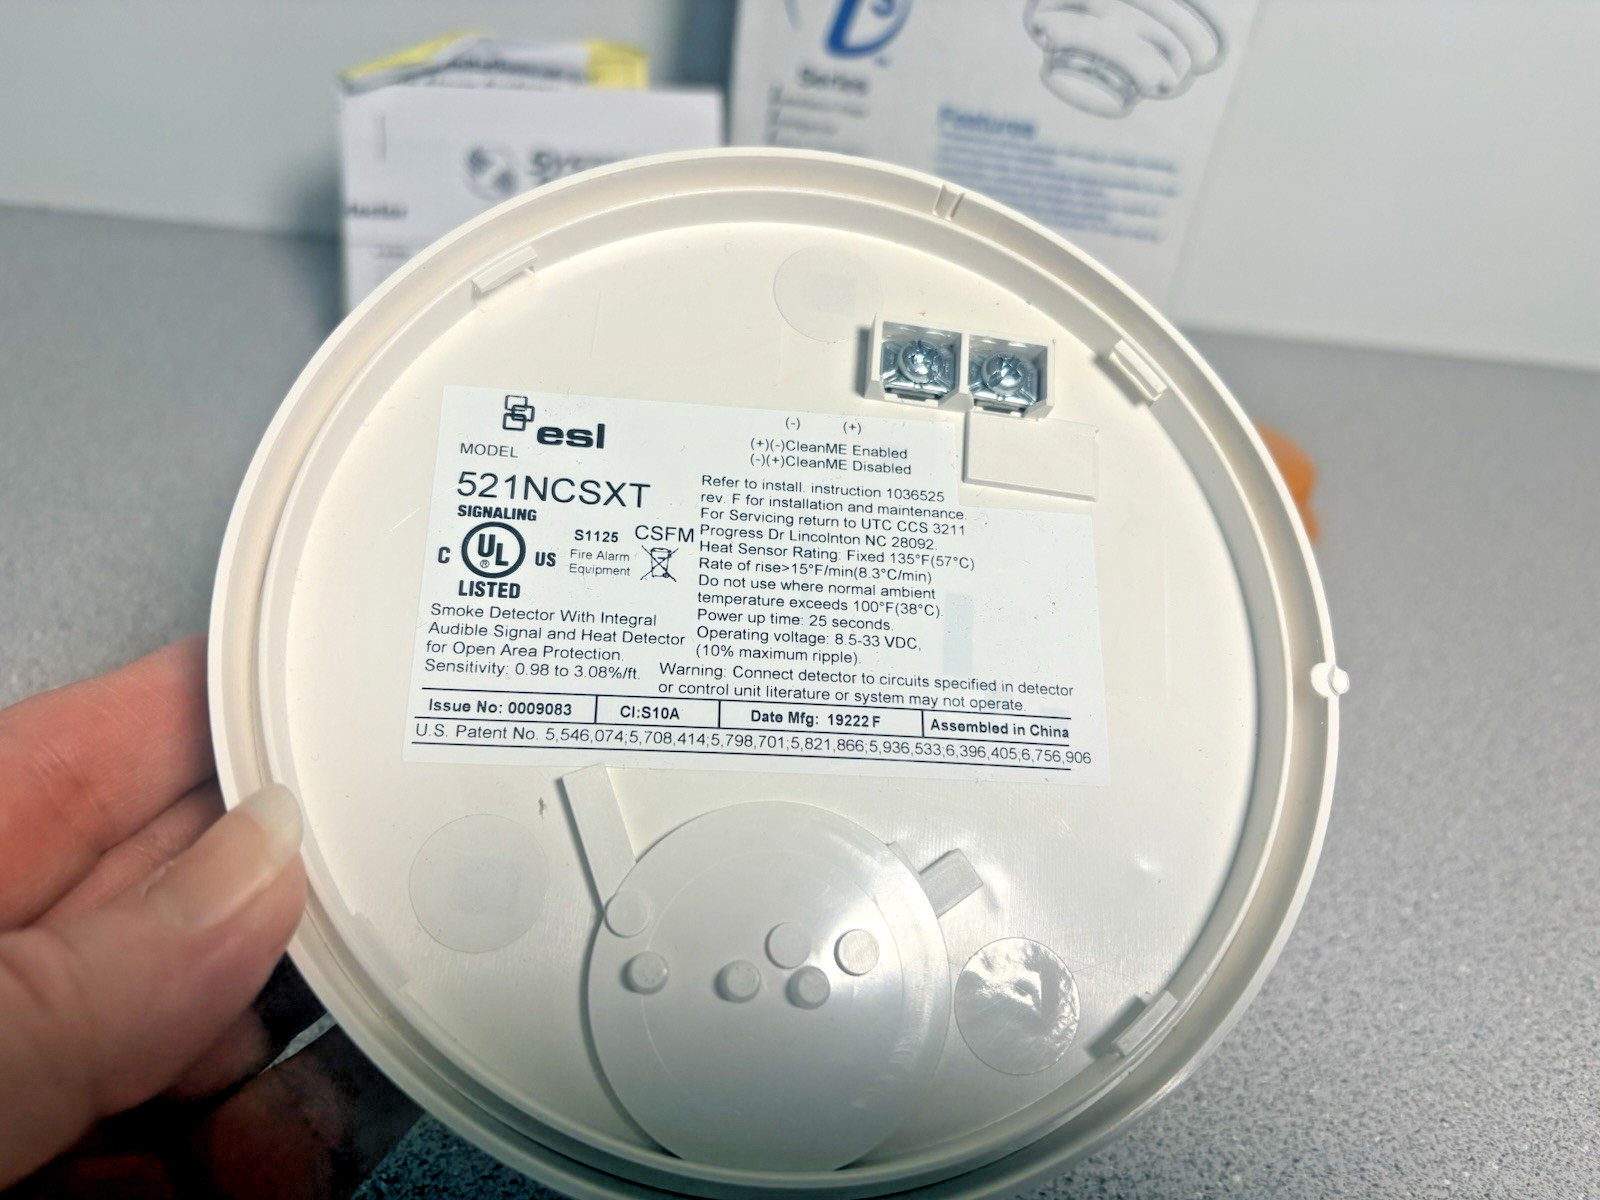 s
Series
Features
esl
MODEL
521NCSXT
SIGNALING
C UL ® US
LISTED
S1125 CSFM
Fire Alarm
Equipment
Smoke Detector With Integral
Audible Signal and Heat Detector
for Open Area Protection.
Sensitivity: 0.98 to 3.08%/ft.
(-) (+)
(+)(-)CleanME Enabled
(-)(+)CleanME Disabled
Refer to install. instruction 1036525
rev. F for installation and maintenance.
For Servicing return to UTC CCS 3211
Progress Dr Lincolnton NC 28092.
Heat Sensor Rating: Fixed 135°F(57°C)
Rate of rise>15°F/min(8.3°C/min)
Do not use where normal ambient
temperature exceeds 100°F(38°C).
Power up time: 25 seconds.
Operating voltage: 8.5-33 VDC,
(10% maximum ripple).
Warning: Connect detector to circuits specified in detector
or control unit literature or system may not operate.
Issue No: 0009083 CI:S10A Date Mfg: 19222 F Assembled in China
U.S. Patent No. 5,546,074;5,708,414;5,798,701;5,821,866;5,936,533;6,396,405;6,756,906